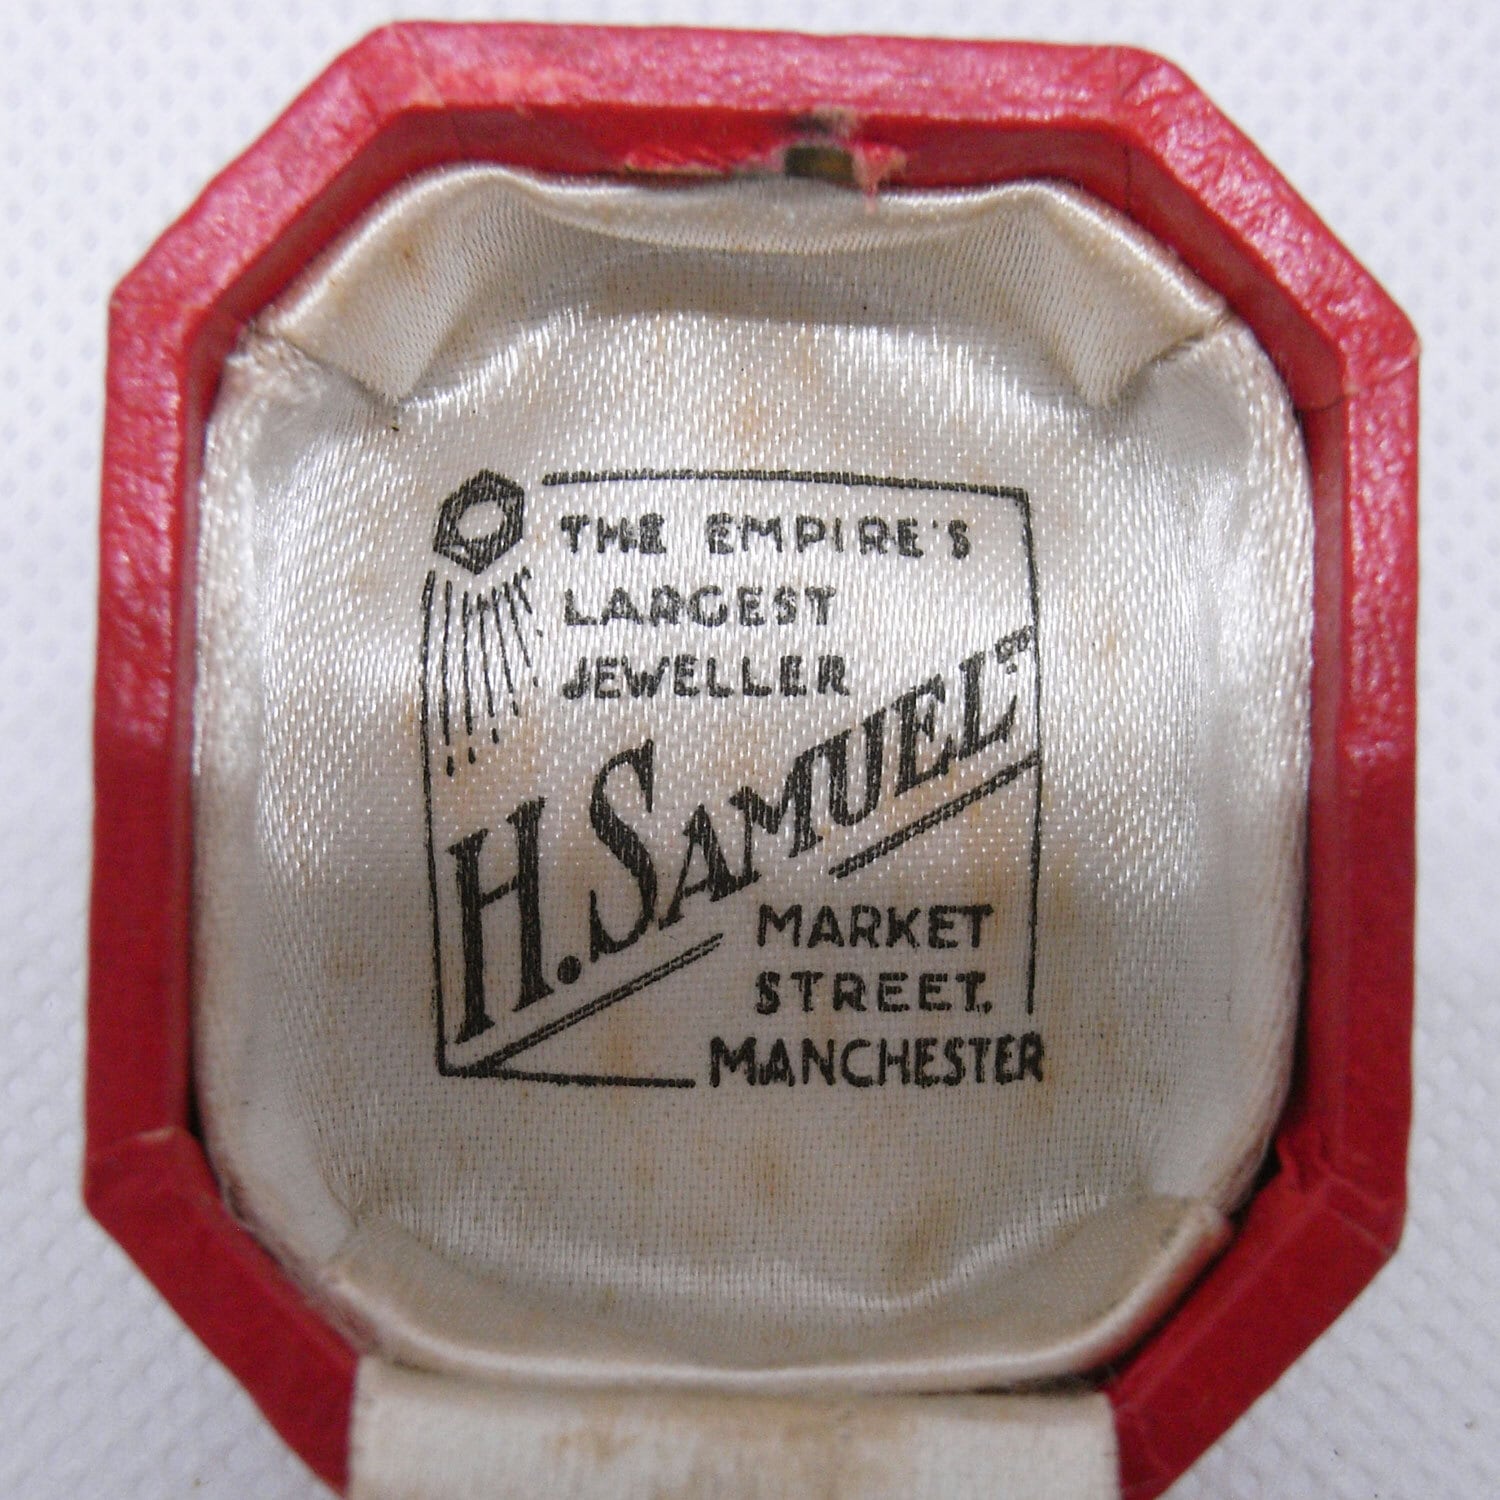 THE EMPIRE'S
LARGEST
JEWELLER
H. SAMUEL LTD
MARKET
STREET,
MANCHESTER